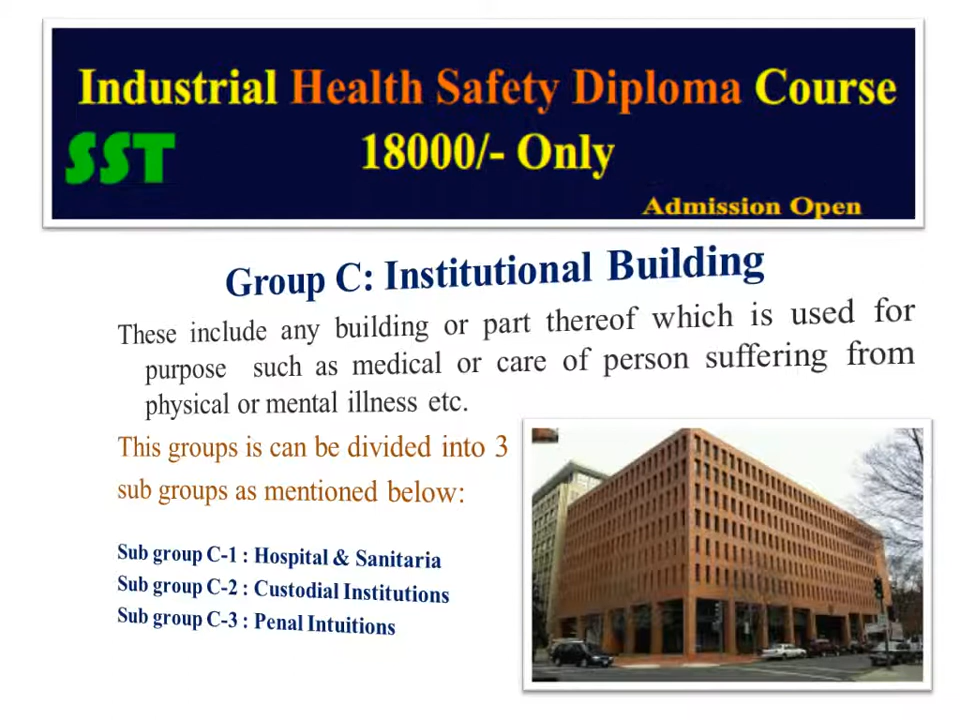 Industrial Health Safety Diploma Course
SST 18000/- Only
Admission Open
Group C: Institutional Building
These include any building or part thereof which is used for
purpose such as medical or care of person suffering from
physical or mental illness etc.
This groups is can be divided into 3
sub groups as mentioned below:
Sub group C-1 : Hospital & Sanitaria
Sub group C-2 : Custodial Institutions
Sub group C-3 : Penal Intuitions